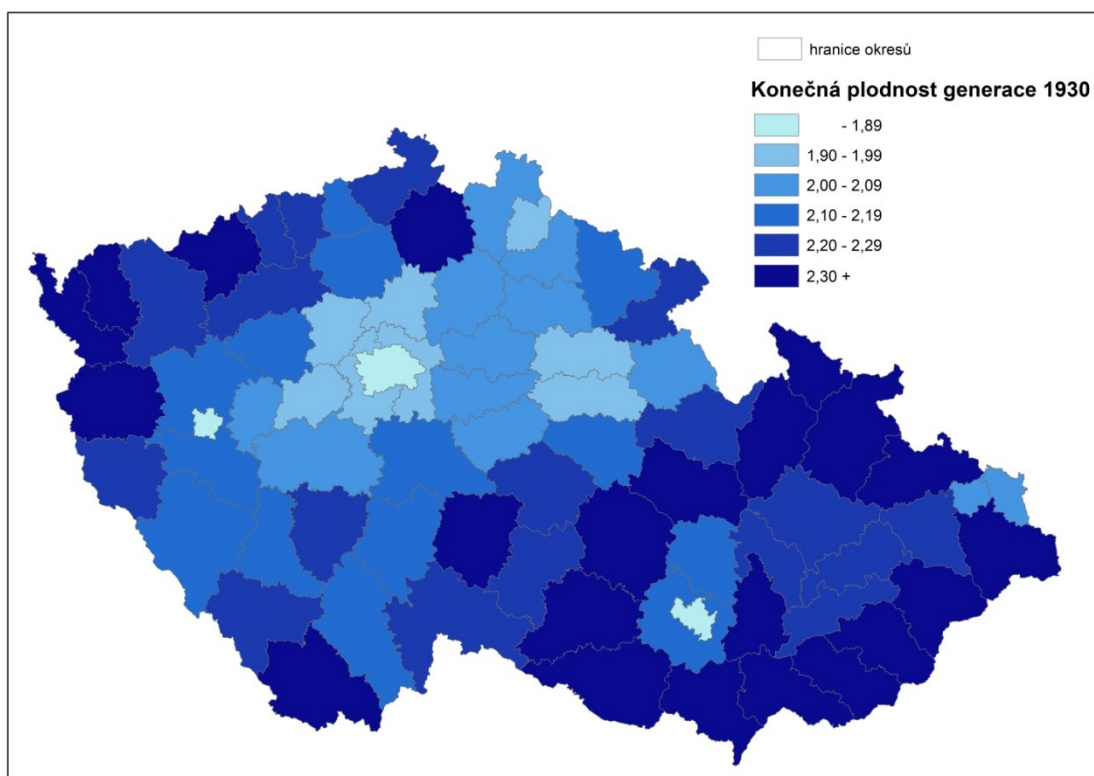 hranice okresů
Konečná plodnost generace 1930
- 1,89
1,90 - 1,99
2,00 - 2,09
2,10 - 2,19
2,20 - 2,29
2,30 +